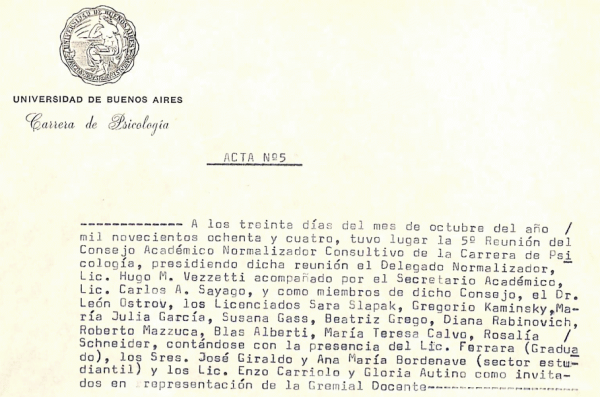 UNIVERSIDAD DE BUENOS AIRES
Carrera de Psicología
ACTA Nº5
------------- A los treinta días del mes de octubre del año /
mil novecientos ochenta y cuatro, tuvo lugar la 5º Reunión del
Consejo Académico Normalizador Consultivo de la Carrera de Psi
cología, presidiendo dicha reunión el Delegado Normalizador,
Lic. Hugo M. Vezzetti acompañado por el Secretario Académico,
Lic. Carlos A. Sayago, y como miembros de dicho Consejo, el Dr.
León Ostrov, los Licenciados Sara Slapak, Gregorio Kaminsky,Ma-
ría Julia García, Susana Gass, Beatriz Grego, Diana Rabinovich,
Roberto Mazzuca, Blas Alberti, María Teresa Calvo, Rosalía /
Schneider, contándose con la presencia del Lic. Ferrara (Gradua
do), los Sres. José Giraldo y Ana María Bordenave (sector estu-
diantil) y los Lic. Enzo Carriolo y Gloria Autino como invita-
dos en representación de la Gremial Docente----------------